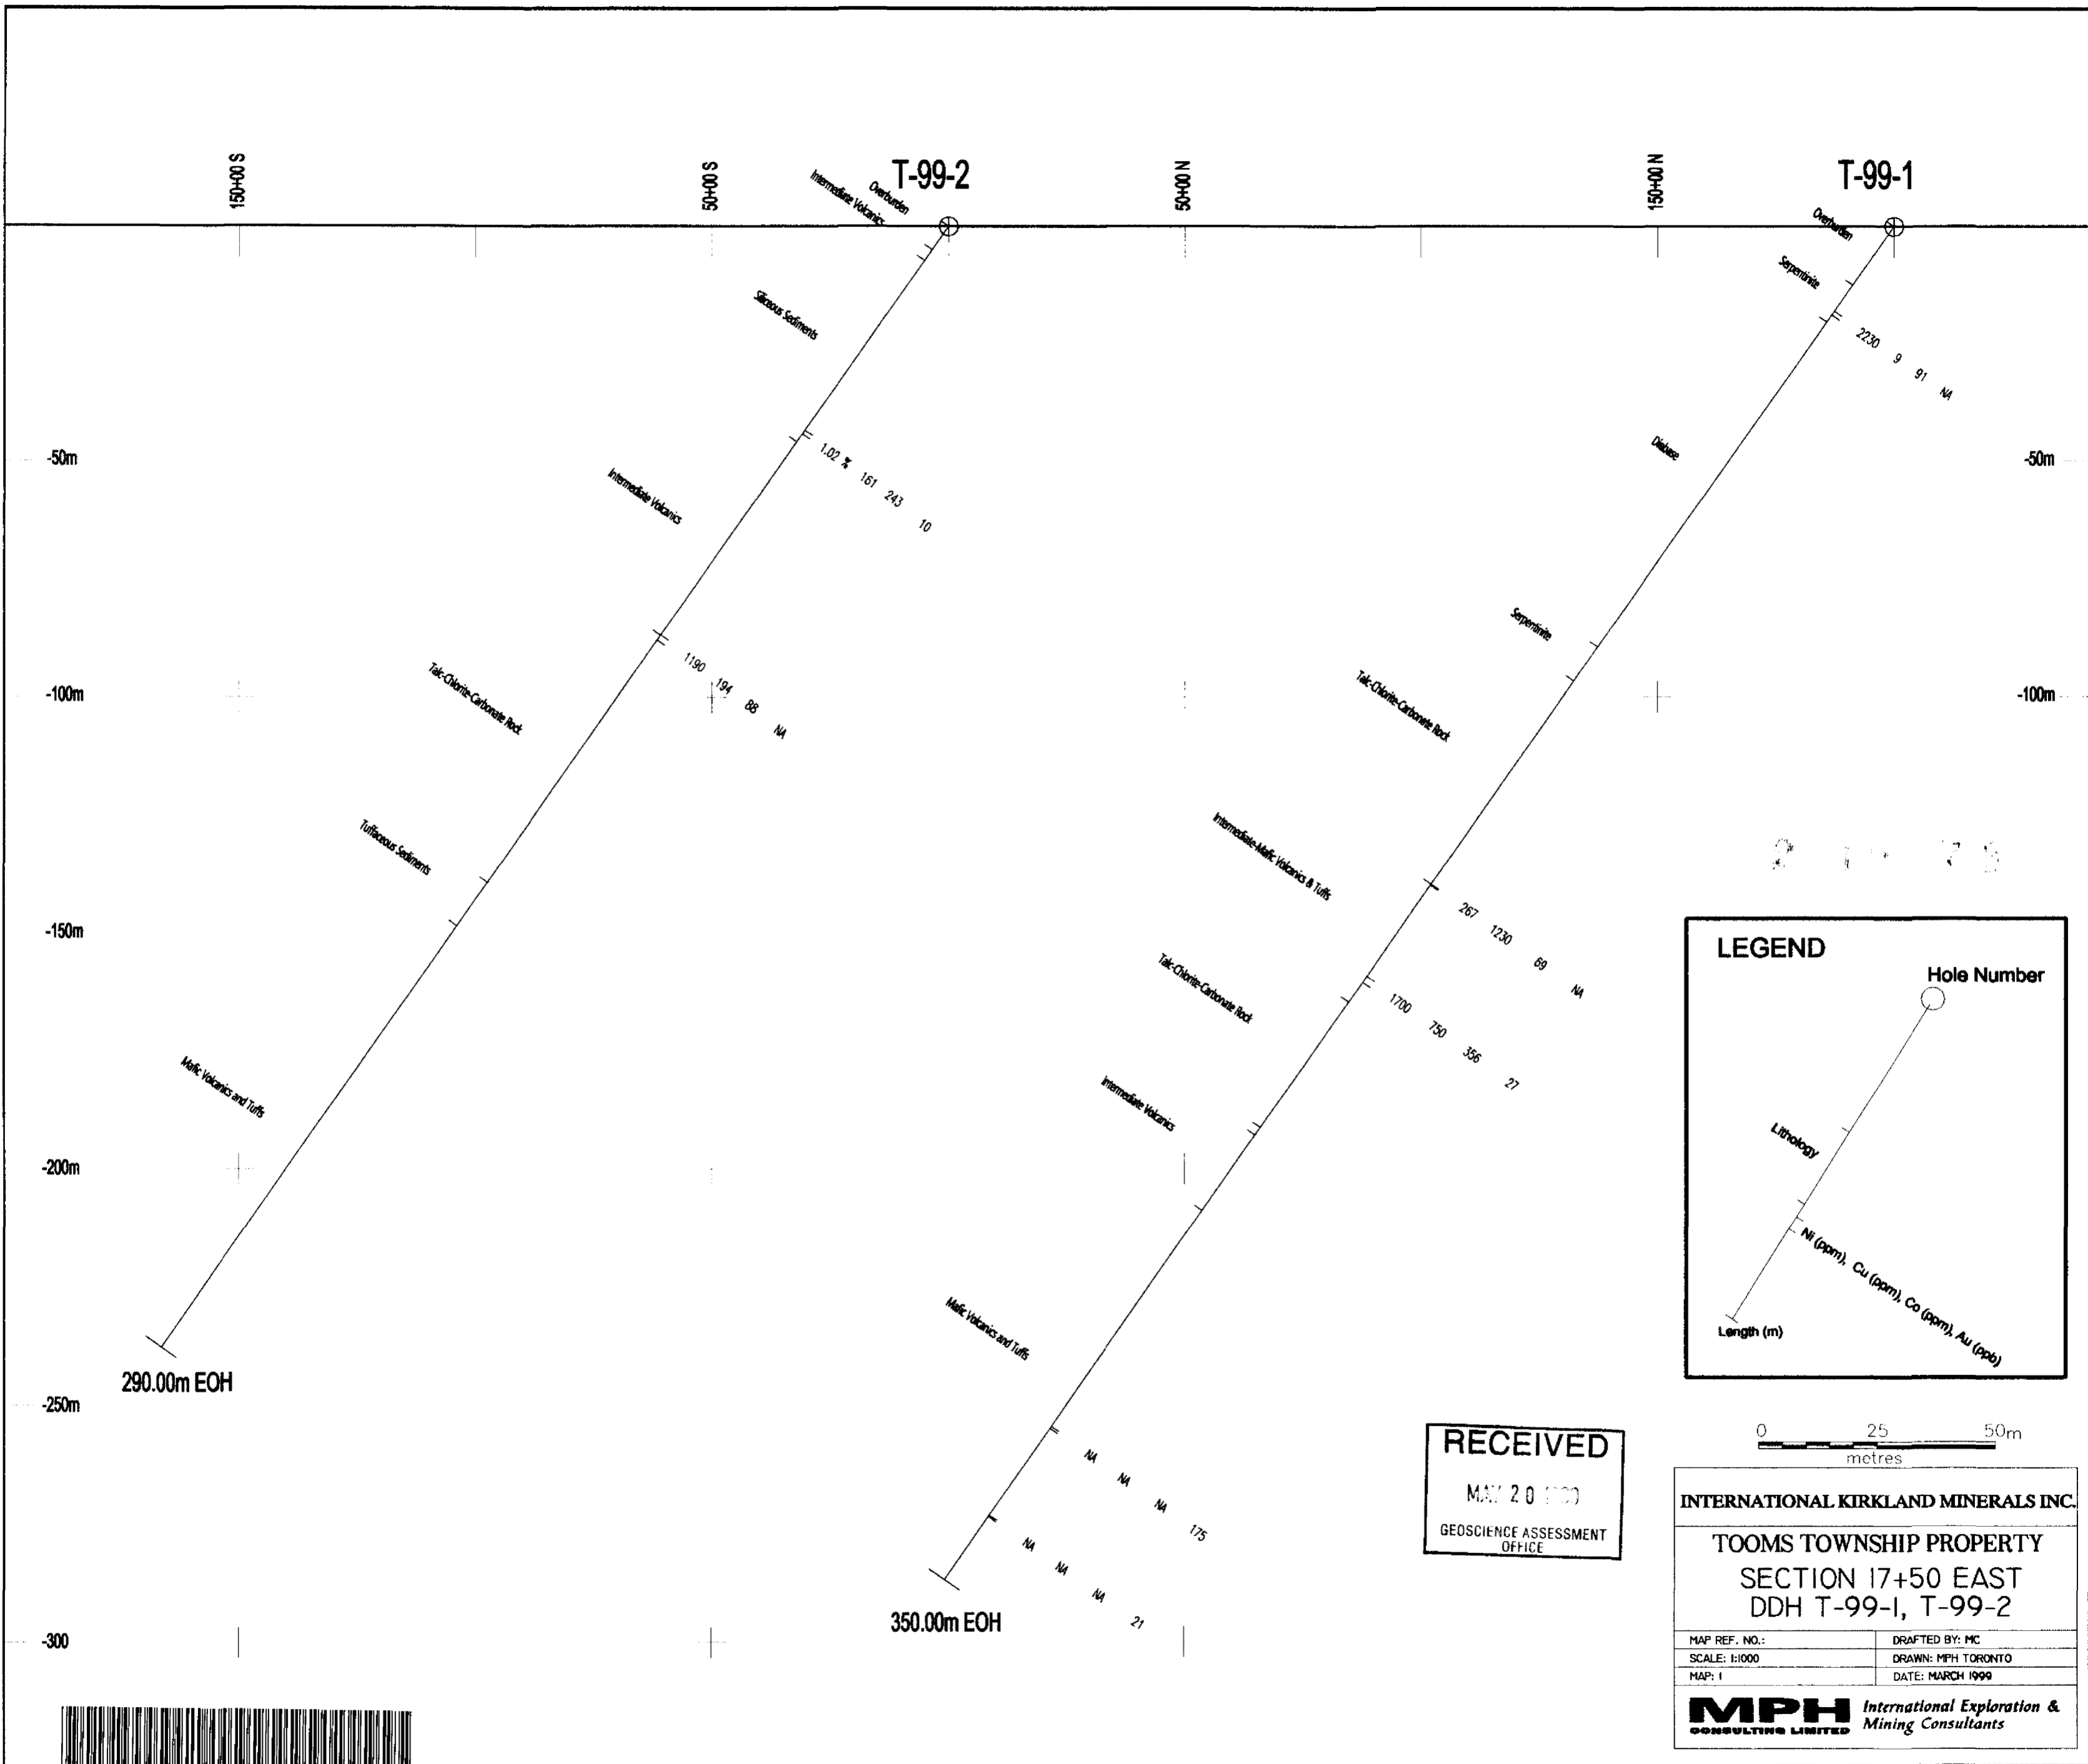 150+00 S
50+00 S
T-99-2
50+00 N
150+00 N
T-99-1
Overburden
Intermediate Volcanics
Siliceous Sediments
1.02 % 161 243 10
Intermediate Volcanics
1190 194 88 NA
Talc-Chlorite-Carbonate Rock
Tuffaceous Sediments
Mafic Volcanics and Tuffs
290.00m EOH
Overburden
Serpentinite
2230 9 91 NA
Diabase
Serpentinite
Talc-Chlorite-Carbonate Rock
Intermediate-Mafic Volcanics & Tuffs
267 1230 69 NA
Talc-Chlorite-Carbonate Rock
1700 750 356 27
Intermediate Volcanics
Mafic Volcanics and Tuffs
NA NA NA 175
NA NA NA 21
350.00m EOH
-50m
-100m
-150m
-200m
-250m
-300
-50m
-100m
LEGEND
Hole Number
Lithology
Ni (ppm), Cu (ppm), Co (ppm), Au (ppb)
Length (m)
0 25 50m
metres
RECEIVED
MAY 20
GEOSCIENCE ASSESSMENT
OFFICE
INTERNATIONAL KIRKLAND MINERALS INC.
TOOMS TOWNSHIP PROPERTY
SECTION 17+50 EAST
DDH T-99-1, T-99-2
MAP REF. NO.:
DRAFTED BY: MC
SCALE: 1:1000
DRAWN: MPH TORONTO
MAP: 1
DATE: MARCH 1999
MPH
CONSULTING LIMITED
International Exploration &
Mining Consultants